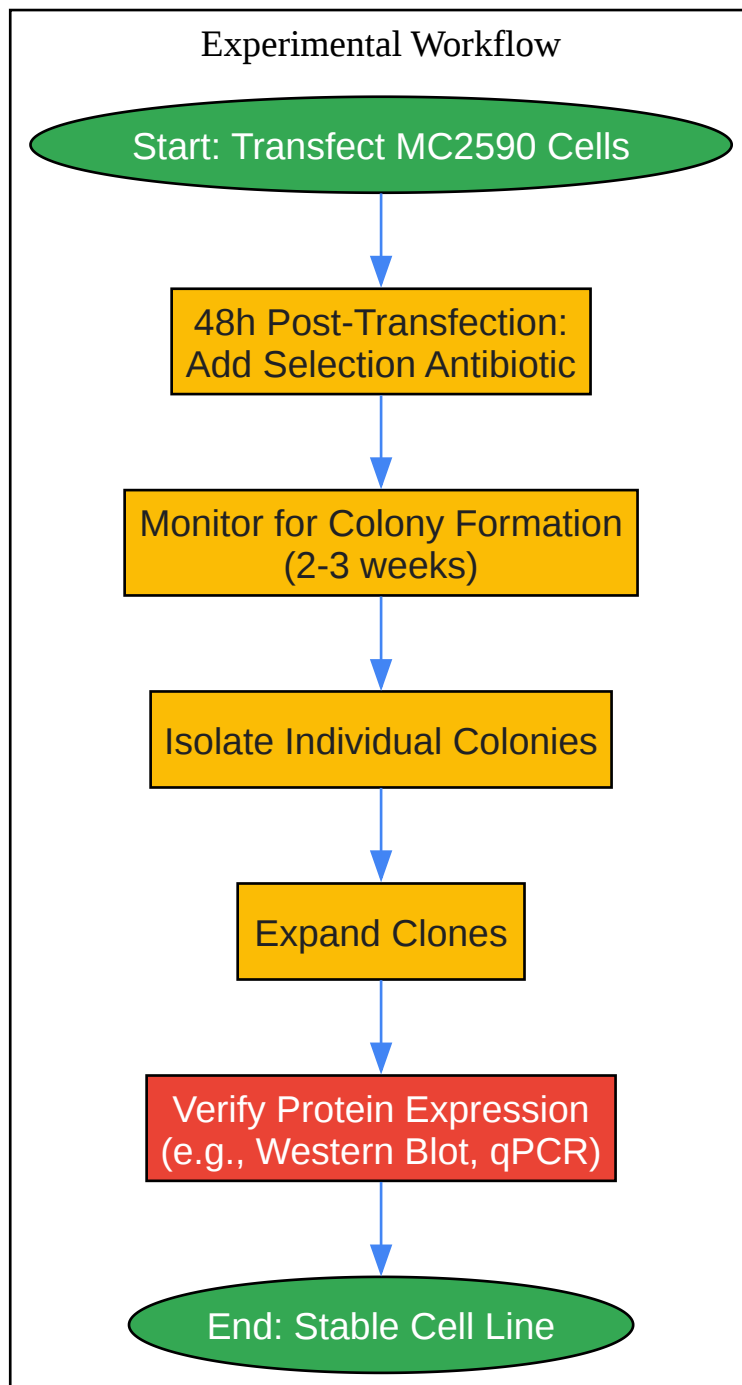 Experimental Workflow
Start: Transfect MC2590 Cells
48h Post-Transfection:
Add Selection Antibiotic
Monitor for Colony Formation
(2-3 weeks)
Isolate Individual Colonies
Expand Clones
Verify Protein Expression
(e.g., Western Blot, qPCR)
End: Stable Cell Line